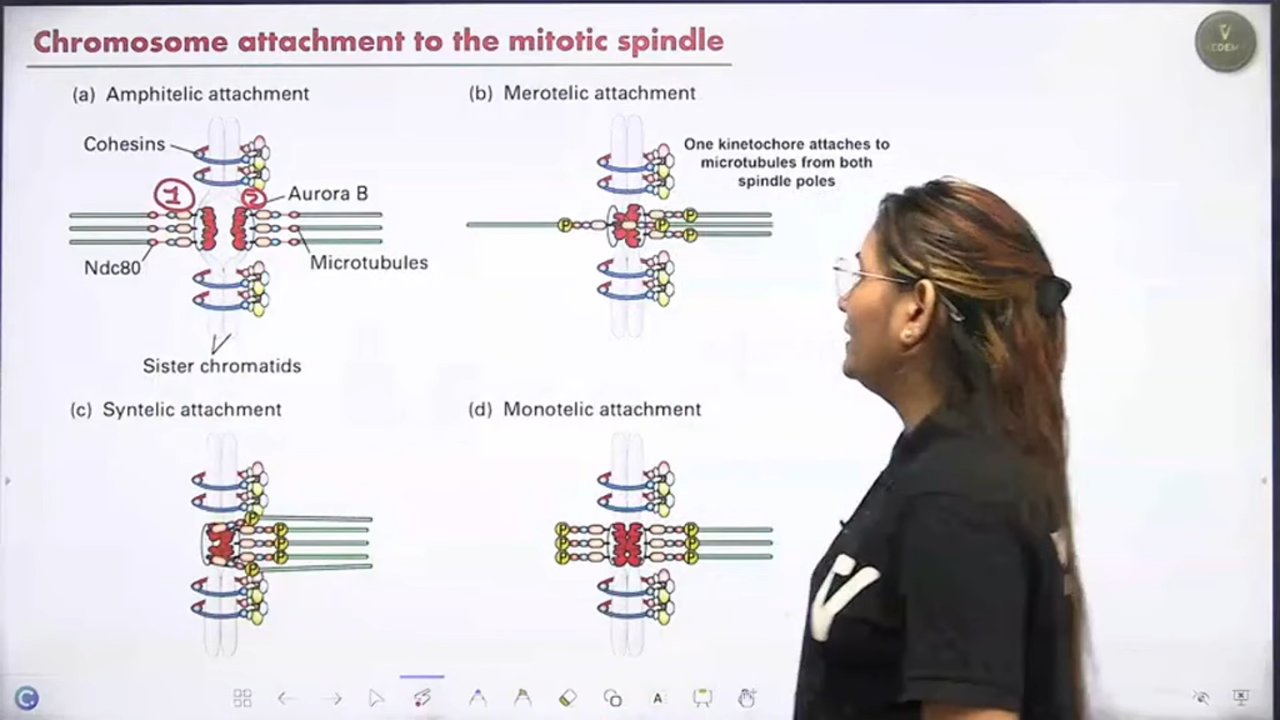 Chromosome attachment to the mitotic spindle
(a) Amphitelic attachment
Cohesins
1
2
Aurora B
Ndc80
Microtubules
Sister chromatids
(b) Merotelic attachment
One kinetochore attaches to
microtubules from both
spindle poles
P
P
P
P
(c) Syntelic attachment
P
P
P
P
P
(d) Monotelic attachment
P P
P P
P P
V
V
A